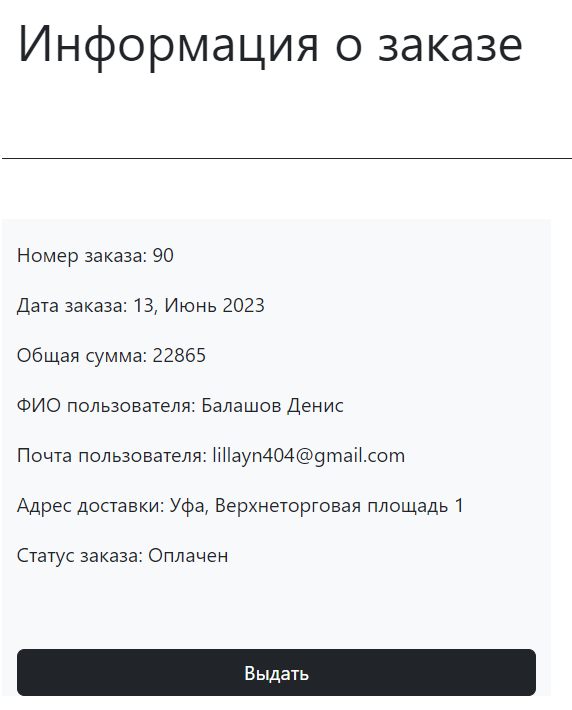 Информация о заказе
Номер заказа: 90
Дата заказа: 13, Июнь 2023
Общая сумма: 22865
ФИО пользователя: Балашов Денис
Почта пользователя: lillayn404@gmail.com
Адрес доставки: Уфа, Верхнеторговая площадь 1
Статус заказа: Оплачен
Выдать